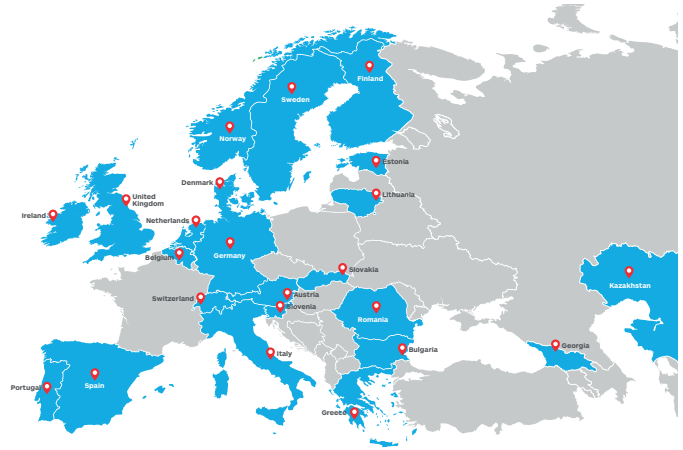 Finland
Sweden
Norway
Estonia
Denmark
Lithuania
United
Kingdom
Ireland
Netherlands
Belgium
Germany
Slovakia
Kazakhstan
Switzerland
Austria
Slovenia
Romania
Georgia
Bulgaria
Italy
Portugal
Spain
Greece